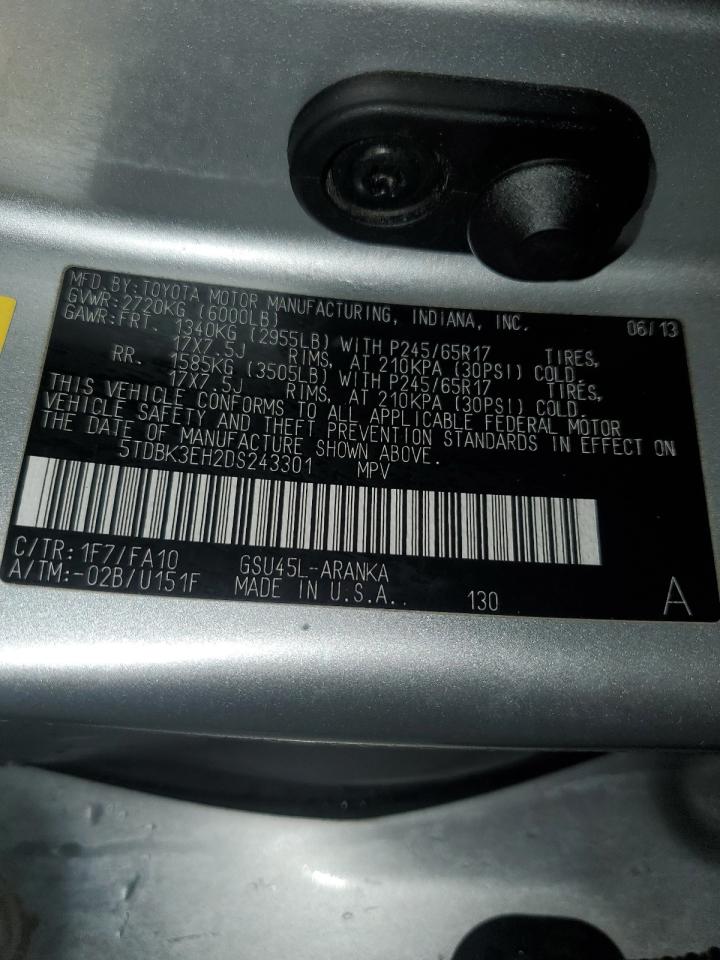 MFD. BY: TOYOTA MOTOR MANUFACTURING, INDIANA, INC. 06/13
GVWR: 2720KG (6000LB)
GAWR: FRT. 1340KG (2955LB) WITH P245/65R17 TIRES,
17X7.5J RIMS, AT 210KPA (30PSI) COLD.
RR. 1585KG (3505LB) WITH P245/65R17 TIRES,
17X7.5J RIMS, AT 210KPA (30PSI) COLD.
THIS VEHICLE CONFORMS TO ALL APPLICABLE FEDERAL MOTOR
VEHICLE SAFETY AND THEFT PREVENTION STANDARDS IN EFFECT ON
THE DATE OF MANUFACTURE SHOWN ABOVE.
5TDBK3EH2DS243301 MPV
C/TR: 1F7/FA10 GSU45L-ARANKA
A/TM: -02B/U151F MADE IN U.S.A. 130 A